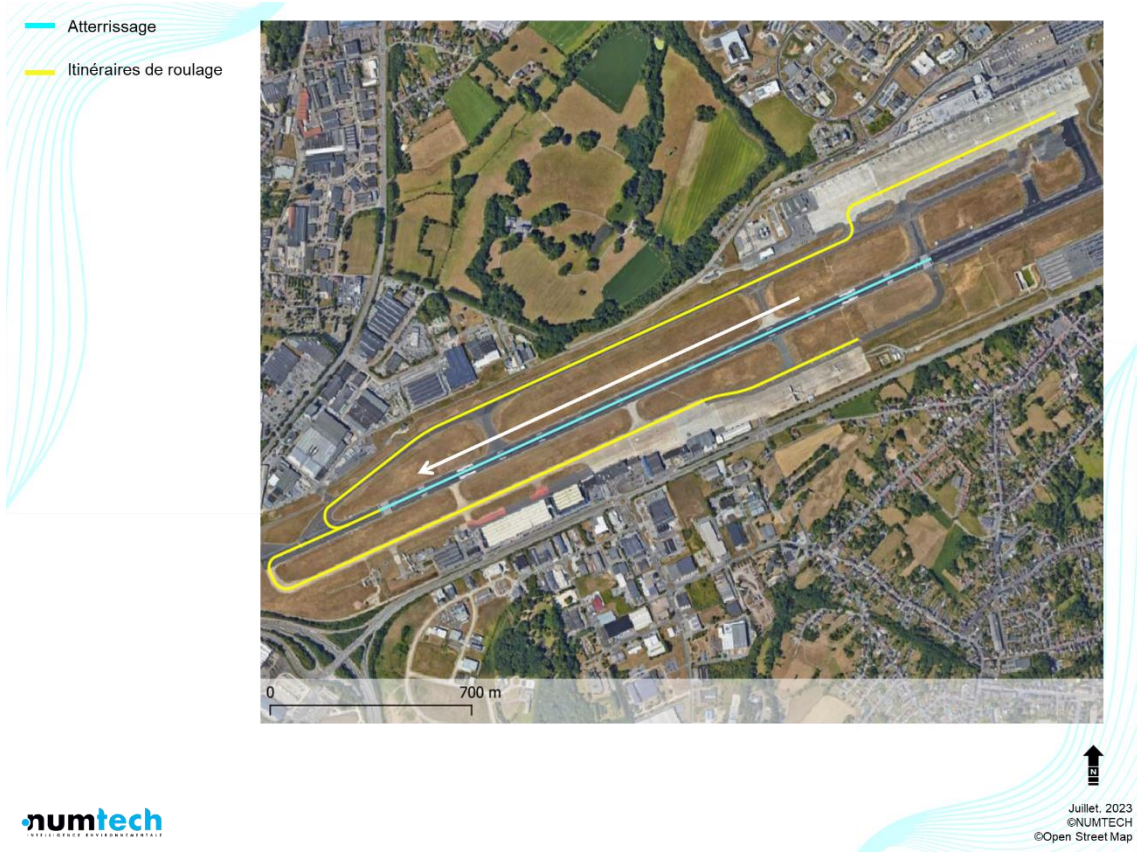 Atterrissage
Itinéraires de roulage
0 700 m
N
numtech
INTELLIGENCE ENVIRONNEMENTALE
Juillet. 2023
©NUMTECH
©Open Street Map